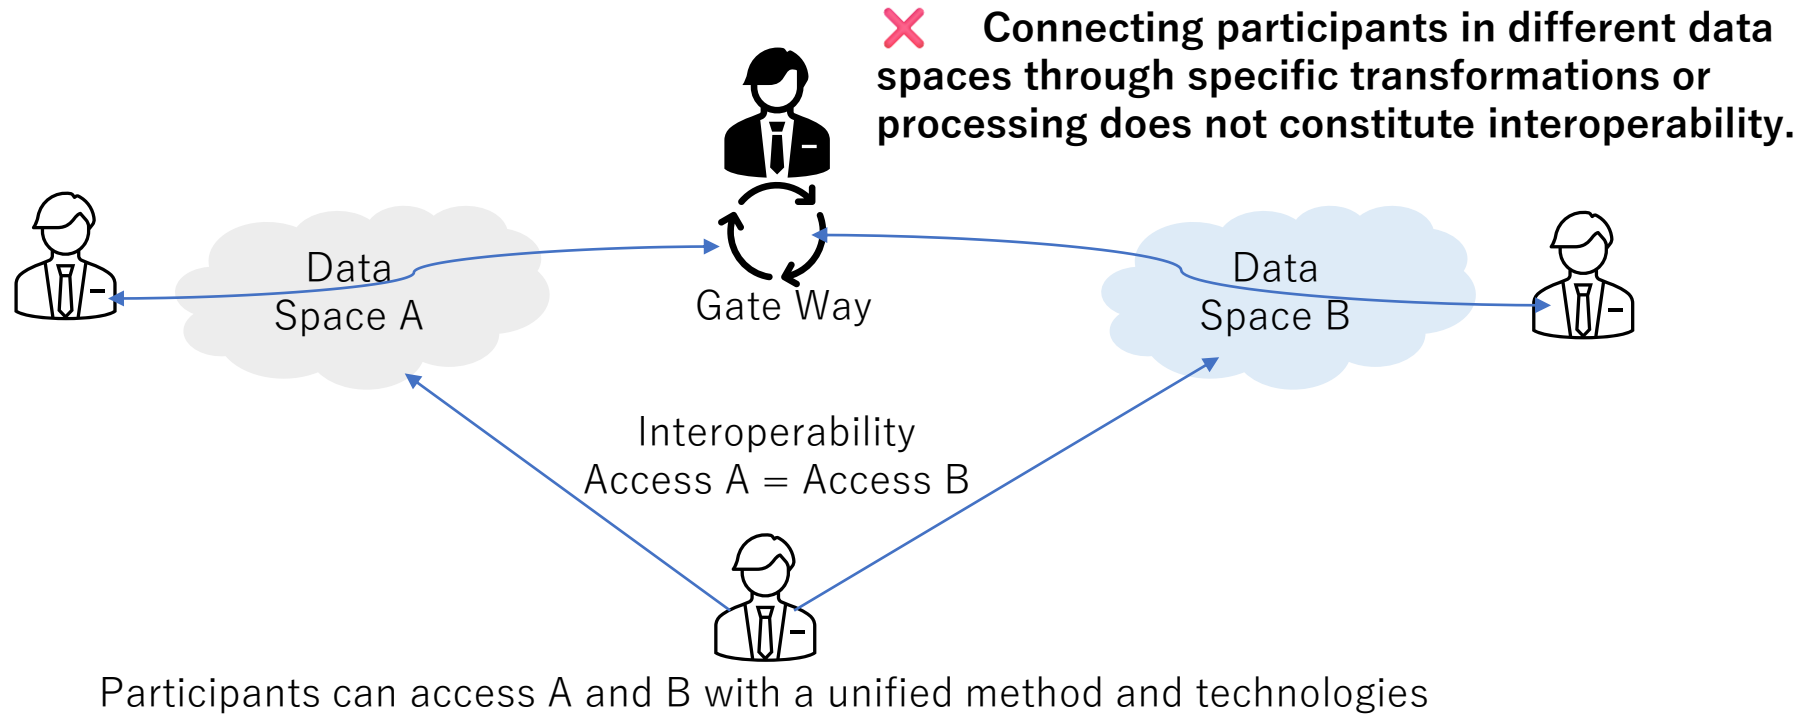 ❌ Connecting participants in different data
spaces through specific transformations or
processing does not constitute interoperability.
Data
Space A
Gate Way
Data
Space B
Interoperability
Access A = Access B
Participants can access A and B with a unified method and technologies